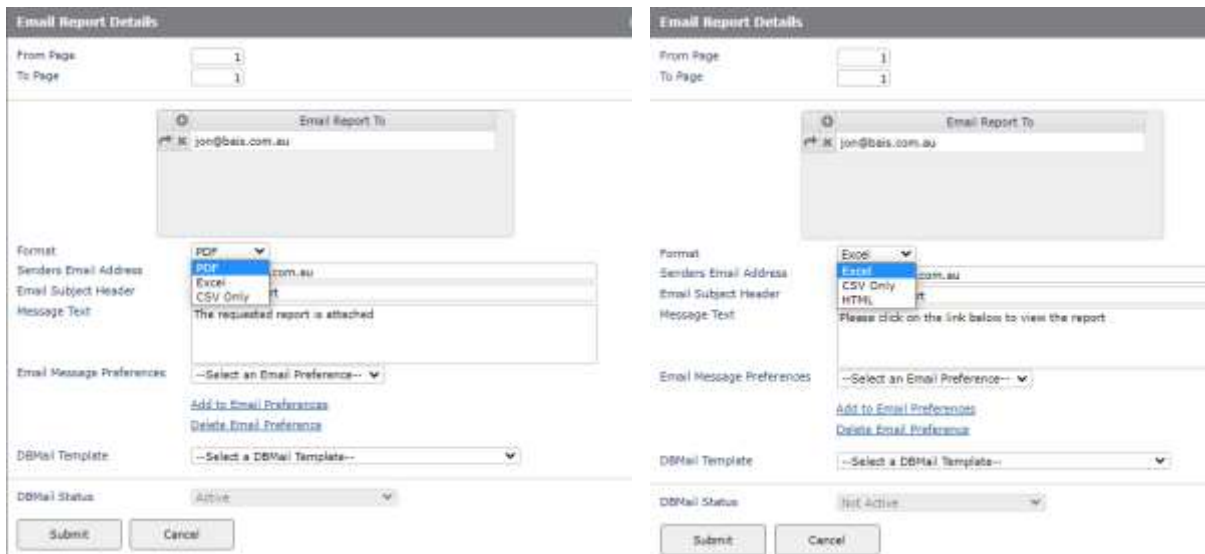 Email Report Details
From Page 1
To Page 1
Email Report To
jon@bais.com.au
Format PDF
PDF
Excel
CSV Only
Senders Email Address .com.au
Email Subject Header rt
Message Text The requested report is attached
Email Message Preferences --Select an Email Preference--
Add to Email Preferences
Delete Email Preference
DBMail Template --Select a DBMail Template--
DBMail Status Active
Submit Cancel
Email Report Details
From Page 1
To Page 1
Email Report To
jon@bais.com.au
Format Excel
Excel
CSV Only
HTML
Senders Email Address .com.au
Email Subject Header rt
Message Text Please click on the link below to view the report
Email Message Preferences --Select an Email Preference--
Add to Email Preferences
Delete Email Preference
DBMail Template --Select a DBMail Template--
DBMail Status Not Active
Submit Cancel